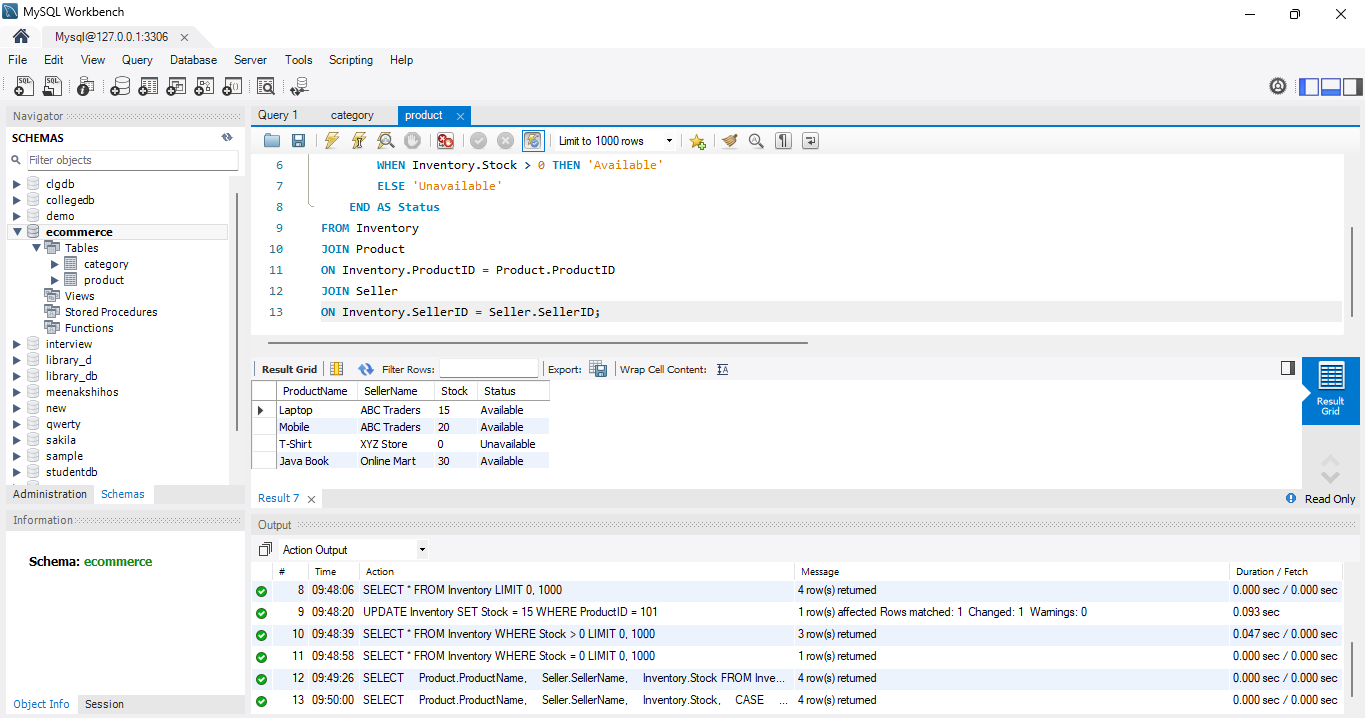 MySQL Workbench
Mysql@127.0.0.1:3306
File Edit View Query Database Server Tools Scripting Help
Navigator
SCHEMAS
Filter objects
clgdb
collegedb
demo
ecommerce
Tables
category
product
Views
Stored Procedures
Functions
interview
library_d
library_db
meenakshihos
new
qwerty
sakila
sample
studentdb
Administration Schemas
Information
Schema: ecommerce
Object Info Session
Query 1 category product
Limit to 1000 rows
6 WHEN Inventory.Stock > 0 THEN 'Available'
7 ELSE 'Unavailable'
8 END AS Status
9 FROM Inventory
10 JOIN Product
11 ON Inventory.ProductID = Product.ProductID
12 JOIN Seller
13 ON Inventory.SellerID = Seller.SellerID;
Result Grid Filter Rows: Export: Wrap Cell Content:
ProductName SellerName Stock Status
Laptop ABC Traders 15 Available
Mobile ABC Traders 20 Available
T-Shirt XYZ Store 0 Unavailable
Java Book Online Mart 30 Available
Result
Grid
Result 7
Read Only
Output
Action Output
# Time Action Message Duration / Fetch
8 09:48:06 SELECT * FROM Inventory LIMIT 0, 1000 4 row(s) returned 0.000 sec / 0.000 sec
9 09:48:20 UPDATE Inventory SET Stock = 15 WHERE ProductID = 101 1 row(s) affected Rows matched: 1 Changed: 1 Warnings: 0 0.093 sec
10 09:48:39 SELECT * FROM Inventory WHERE Stock > 0 LIMIT 0, 1000 3 row(s) returned 0.047 sec / 0.000 sec
11 09:48:58 SELECT * FROM Inventory WHERE Stock = 0 LIMIT 0, 1000 1 row(s) returned 0.000 sec / 0.000 sec
12 09:49:26 SELECT Product.ProductName, Seller.SellerName, Inventory.Stock FROM Inve... 4 row(s) returned 0.000 sec / 0.000 sec
13 09:50:00 SELECT Product.ProductName, Seller.SellerName, Inventory.Stock, CASE ... 4 row(s) returned 0.000 sec / 0.000 sec